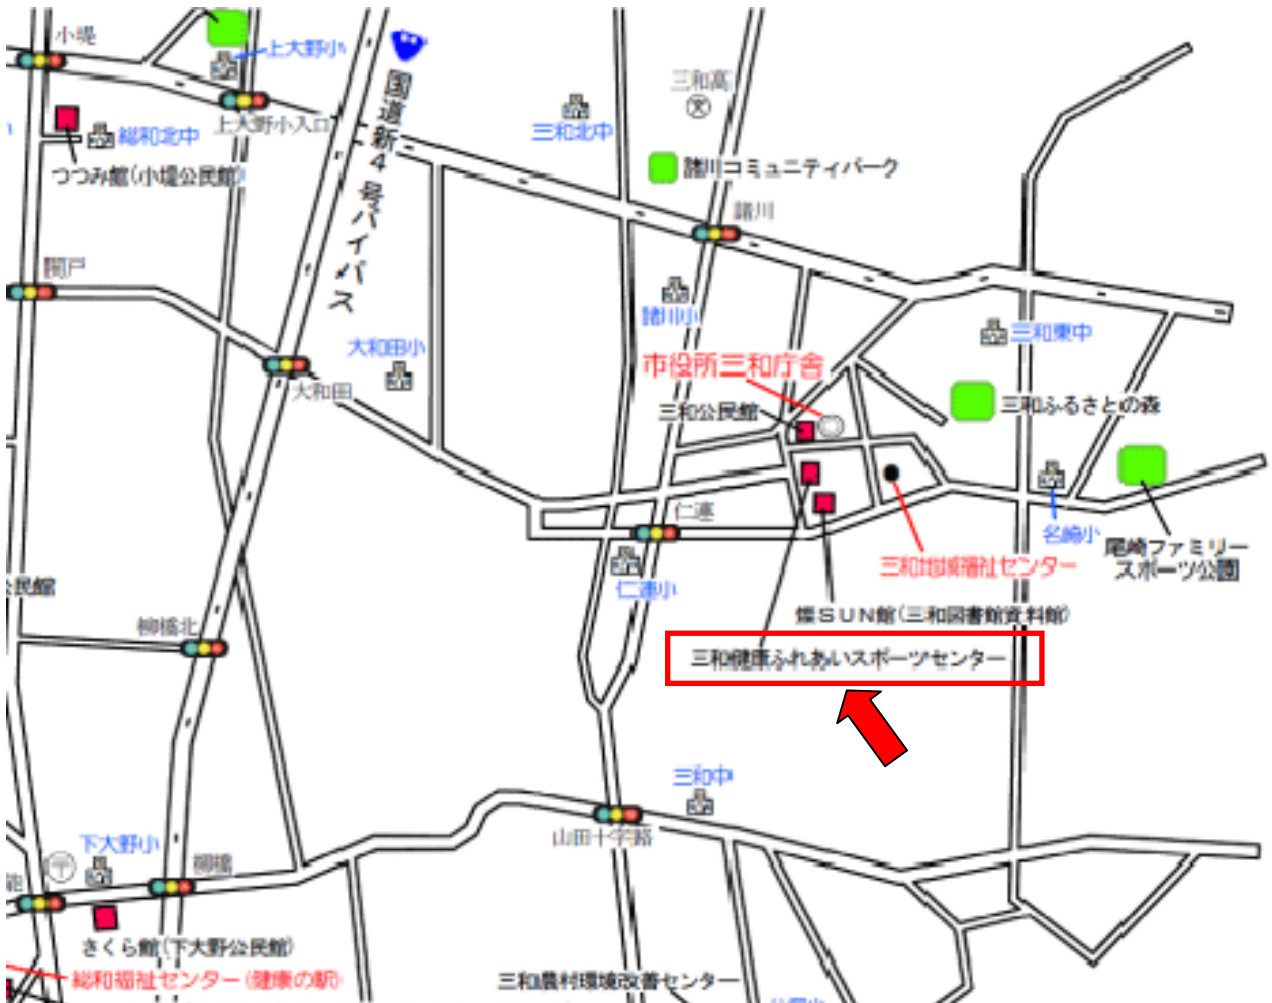 小堤
上大野小
三和高
国道新4号バイパス
上大野小入口
三和北中
総和北中
つつみ館(小堤公民館)
諸川コミュニティパーク
諸川
関戸
諸川小
三和東中
大和田小
市役所三和庁舎
大和田
三和公民館
三和ふるさとの森
仁連
名崎小
尾崎ファミリー
スポーツ公園
三和地域福祉センター
公民館
仁連小
燦SUN館(三和図書館資料館)
柳橋北
三和健康ふれあいスポーツセンター
三和中
山田十字路
下大野小
柳橋
さくら館(下大野公民館)
総和福祉センター(健康の駅)
三和農村環境改善センター